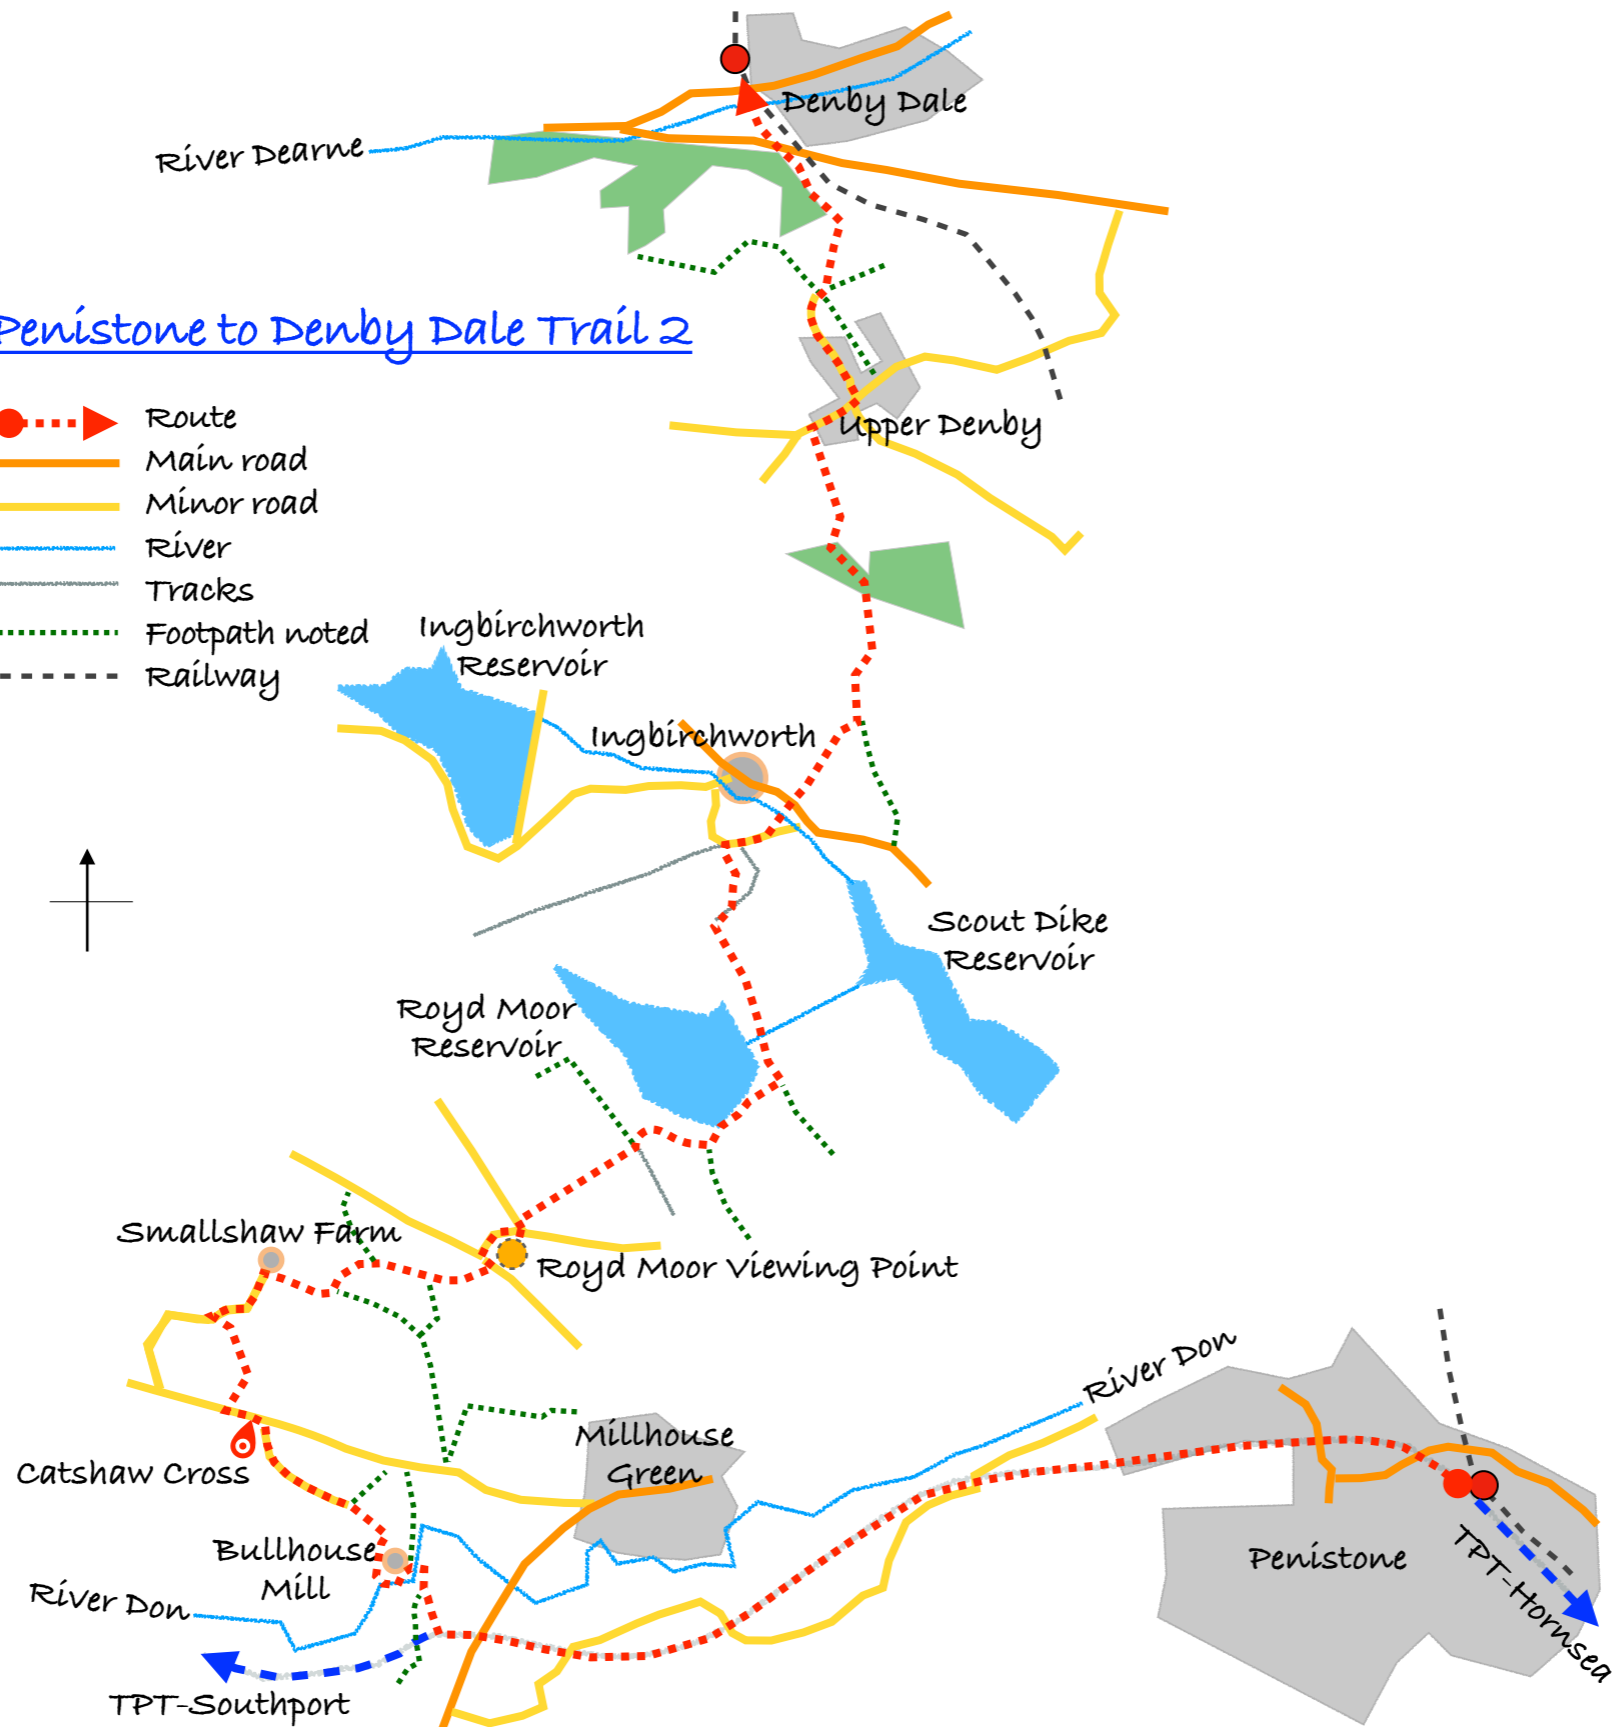 Denby Dale
River Dearne
Penistone to Denby Dale Trail 2
Route
Main road
Minor road
River
Tracks
Footpath noted
Railway
Upper Denby
Ingbirchworth
Reservoir
Ingbirchworth
Scout Dike
Reservoir
Royd Moor
Reservoir
Smallshaw Farm
Royd Moor Viewing Point
River Don
Catshaw Cross
Millhouse
Green
Bullhouse
Mill
River Don
Penistone
TPT-Hornsea
TPT-Southport